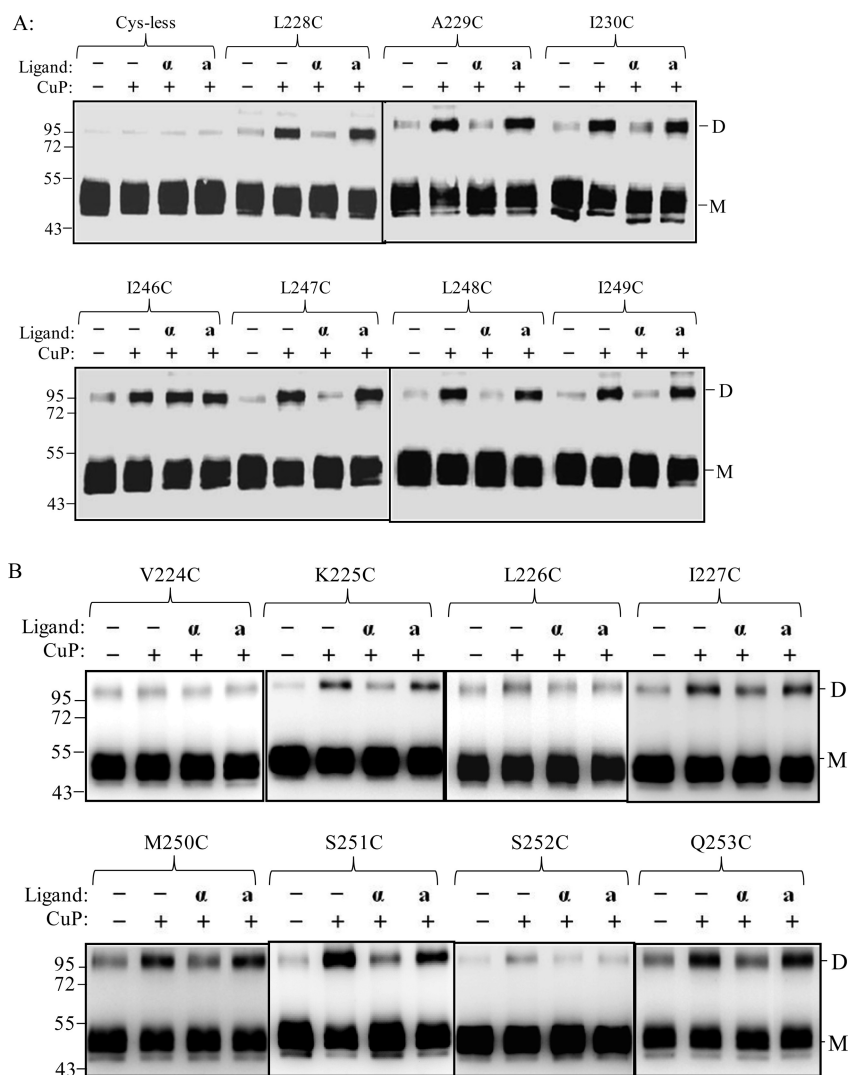 A:
Cys-less L228C A229C I230C
Ligand: – – α a – – α a – – α a – – α a
CuP: – + + + – + + + – + + + – + + +
95
72
55
43
–D
–M
I246C L247C L248C I249C
Ligand: – – α a – – α a – – α a – – α a
CuP: – + + + – + + + – + + + – + + +
95
72
55
43
–D
–M
B
V224C K225C L226C I227C
Ligand: – – α a – – α a – – α a – – α a
CuP: – + + + – + + + – + + + – + + +
95
72
55
43
–D
–M
M250C S251C S252C Q253C
Ligand: – – α a – – α a – – α a – – α a
CuP: – + + + – + + + – + + + – + + +
95
72
55
43
–D
–M